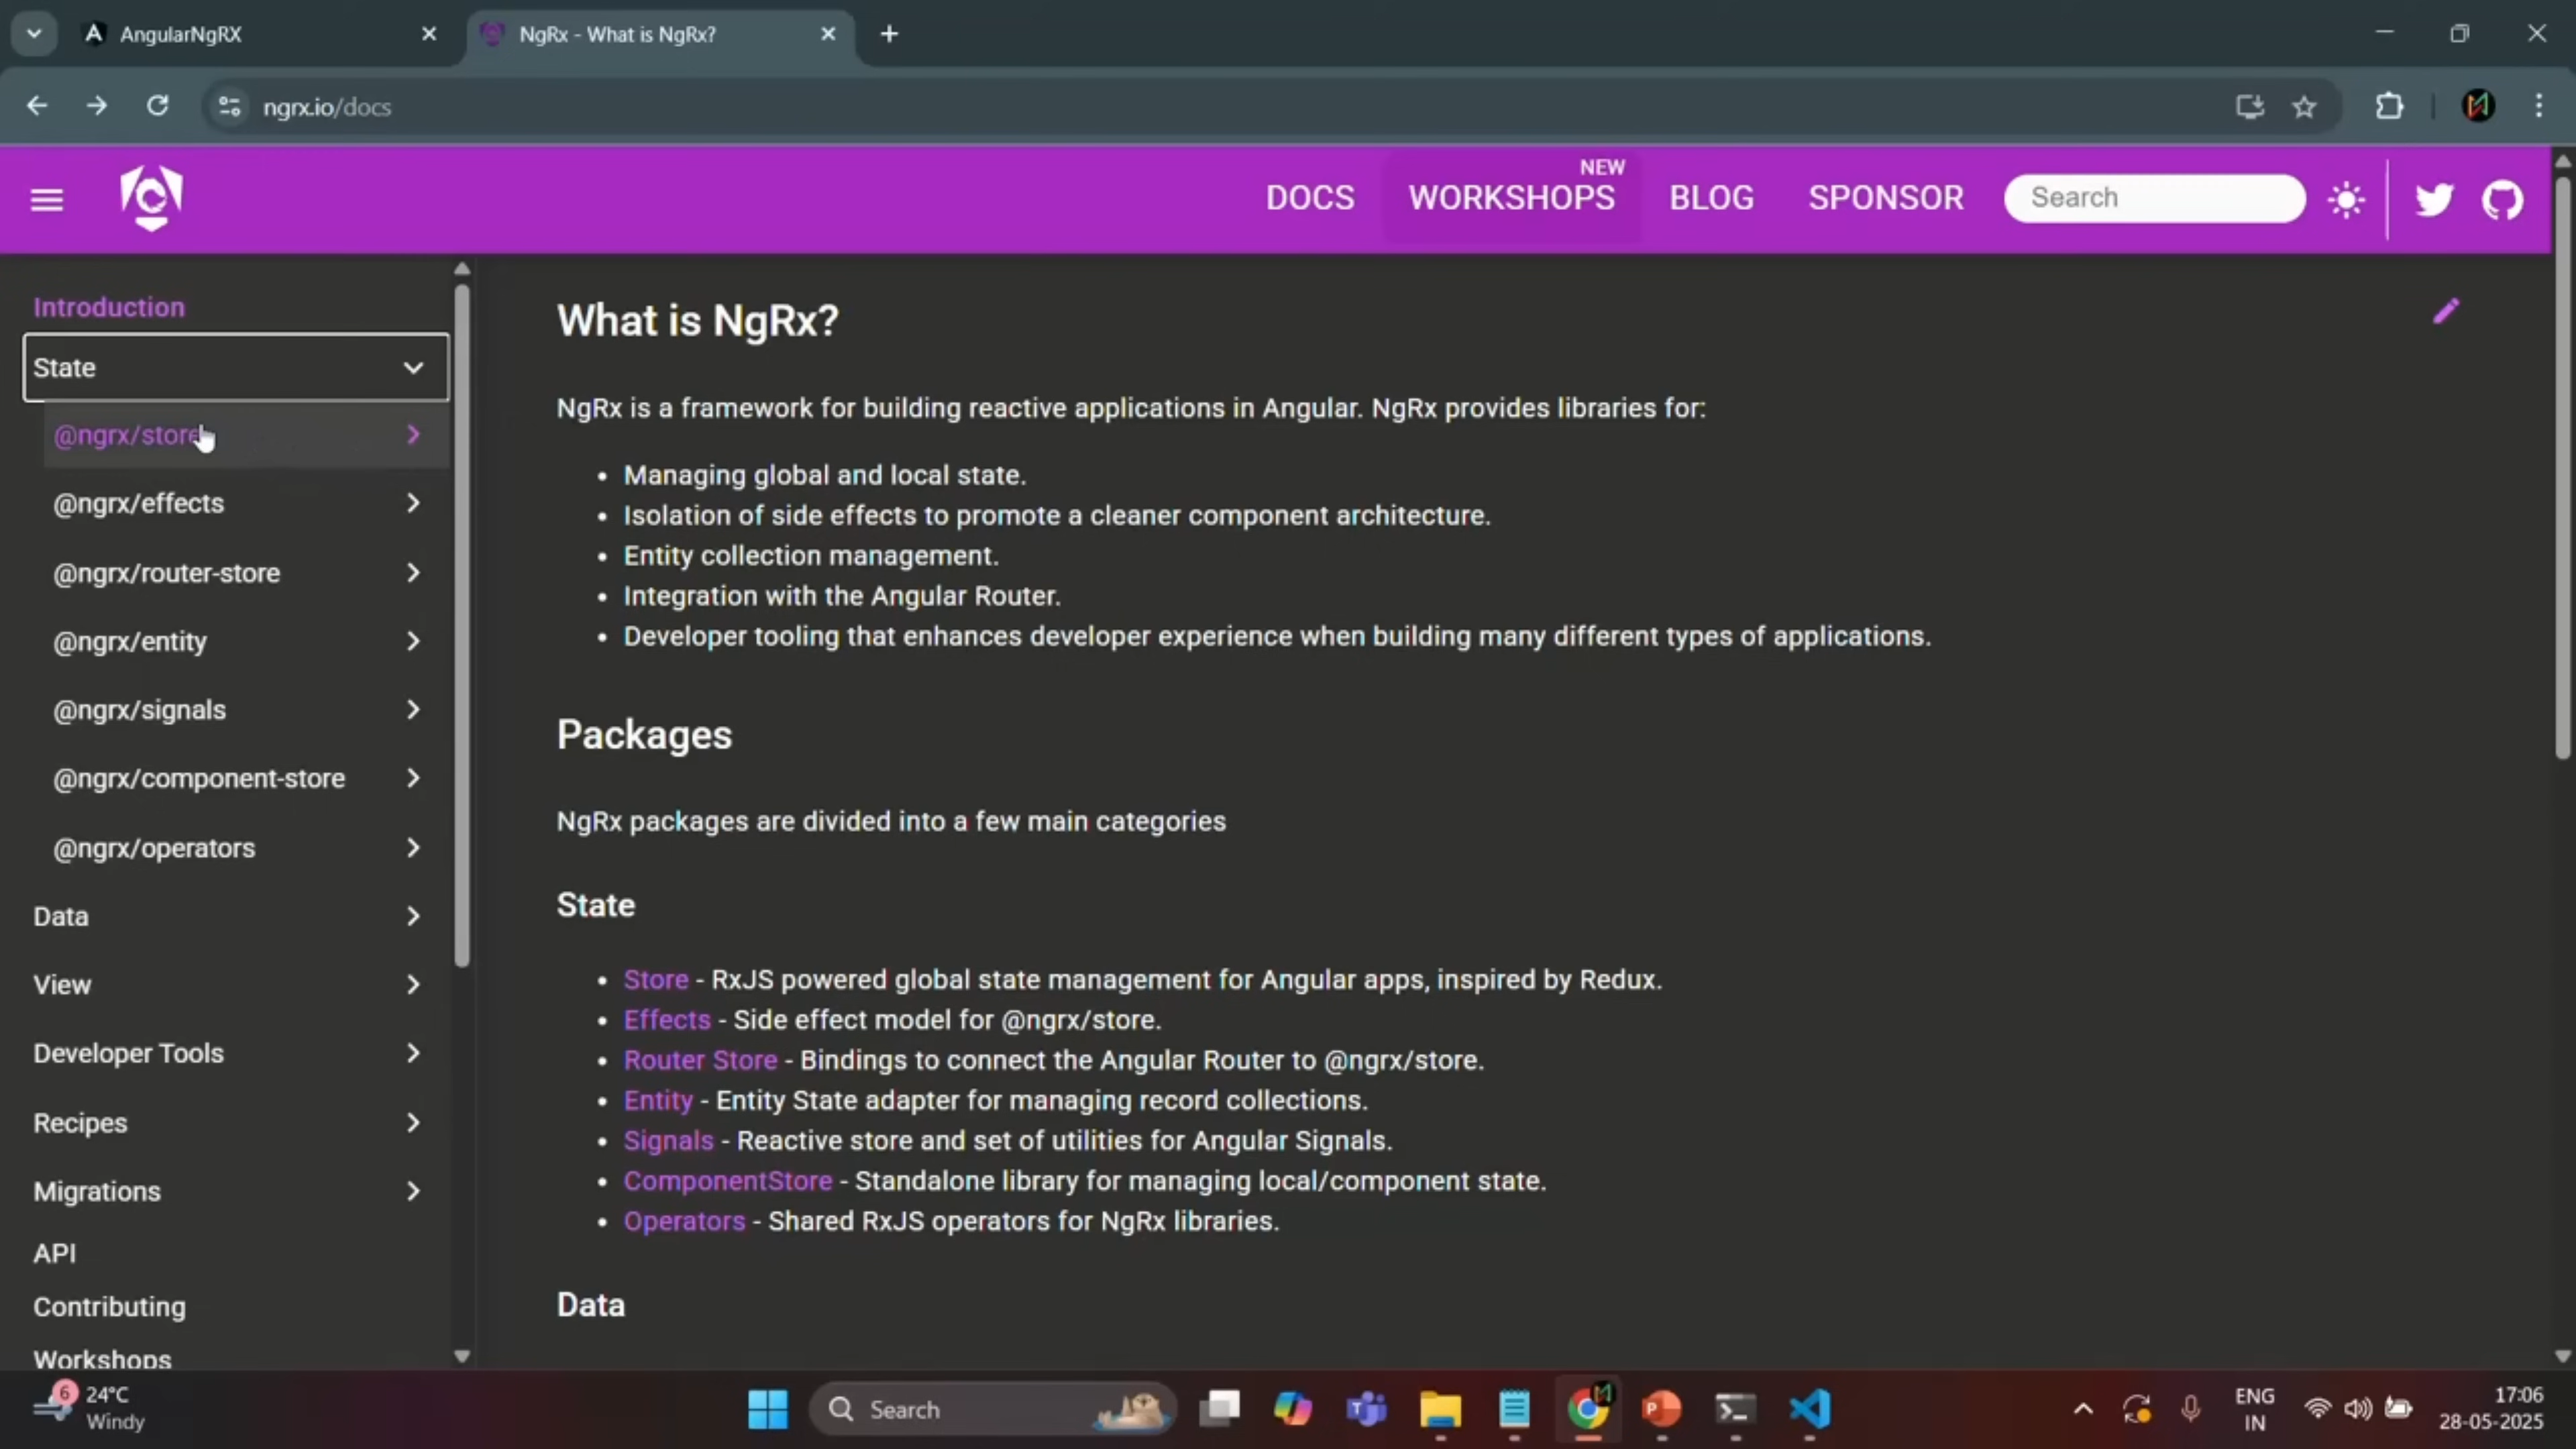 AngularNgRX
NgRx - What is NgRx?
ngrx.io/docs
DOCS
WORKSHOPS
NEW
BLOG
SPONSOR
Search
Introduction
State
@ngrx/store
@ngrx/effects
@ngrx/router-store
@ngrx/entity
@ngrx/signals
@ngrx/component-store
@ngrx/operators
Data
View
Developer Tools
Recipes
Migrations
API
Contributing
Workshops
What is NgRx?
NgRx is a framework for building reactive applications in Angular. NgRx provides libraries for:
• Managing global and local state.
• Isolation of side effects to promote a cleaner component architecture.
• Entity collection management.
• Integration with the Angular Router.
• Developer tooling that enhances developer experience when building many different types of applications.
Packages
NgRx packages are divided into a few main categories
State
• Store - RxJS powered global state management for Angular apps, inspired by Redux.
• Effects - Side effect model for @ngrx/store.
• Router Store - Bindings to connect the Angular Router to @ngrx/store.
• Entity - Entity State adapter for managing record collections.
• Signals - Reactive store and set of utilities for Angular Signals.
• ComponentStore - Standalone library for managing local/component state.
• Operators - Shared RxJS operators for NgRx libraries.
Data
6
24°C
Windy
Search
ENG
IN
17:06
28-05-2025